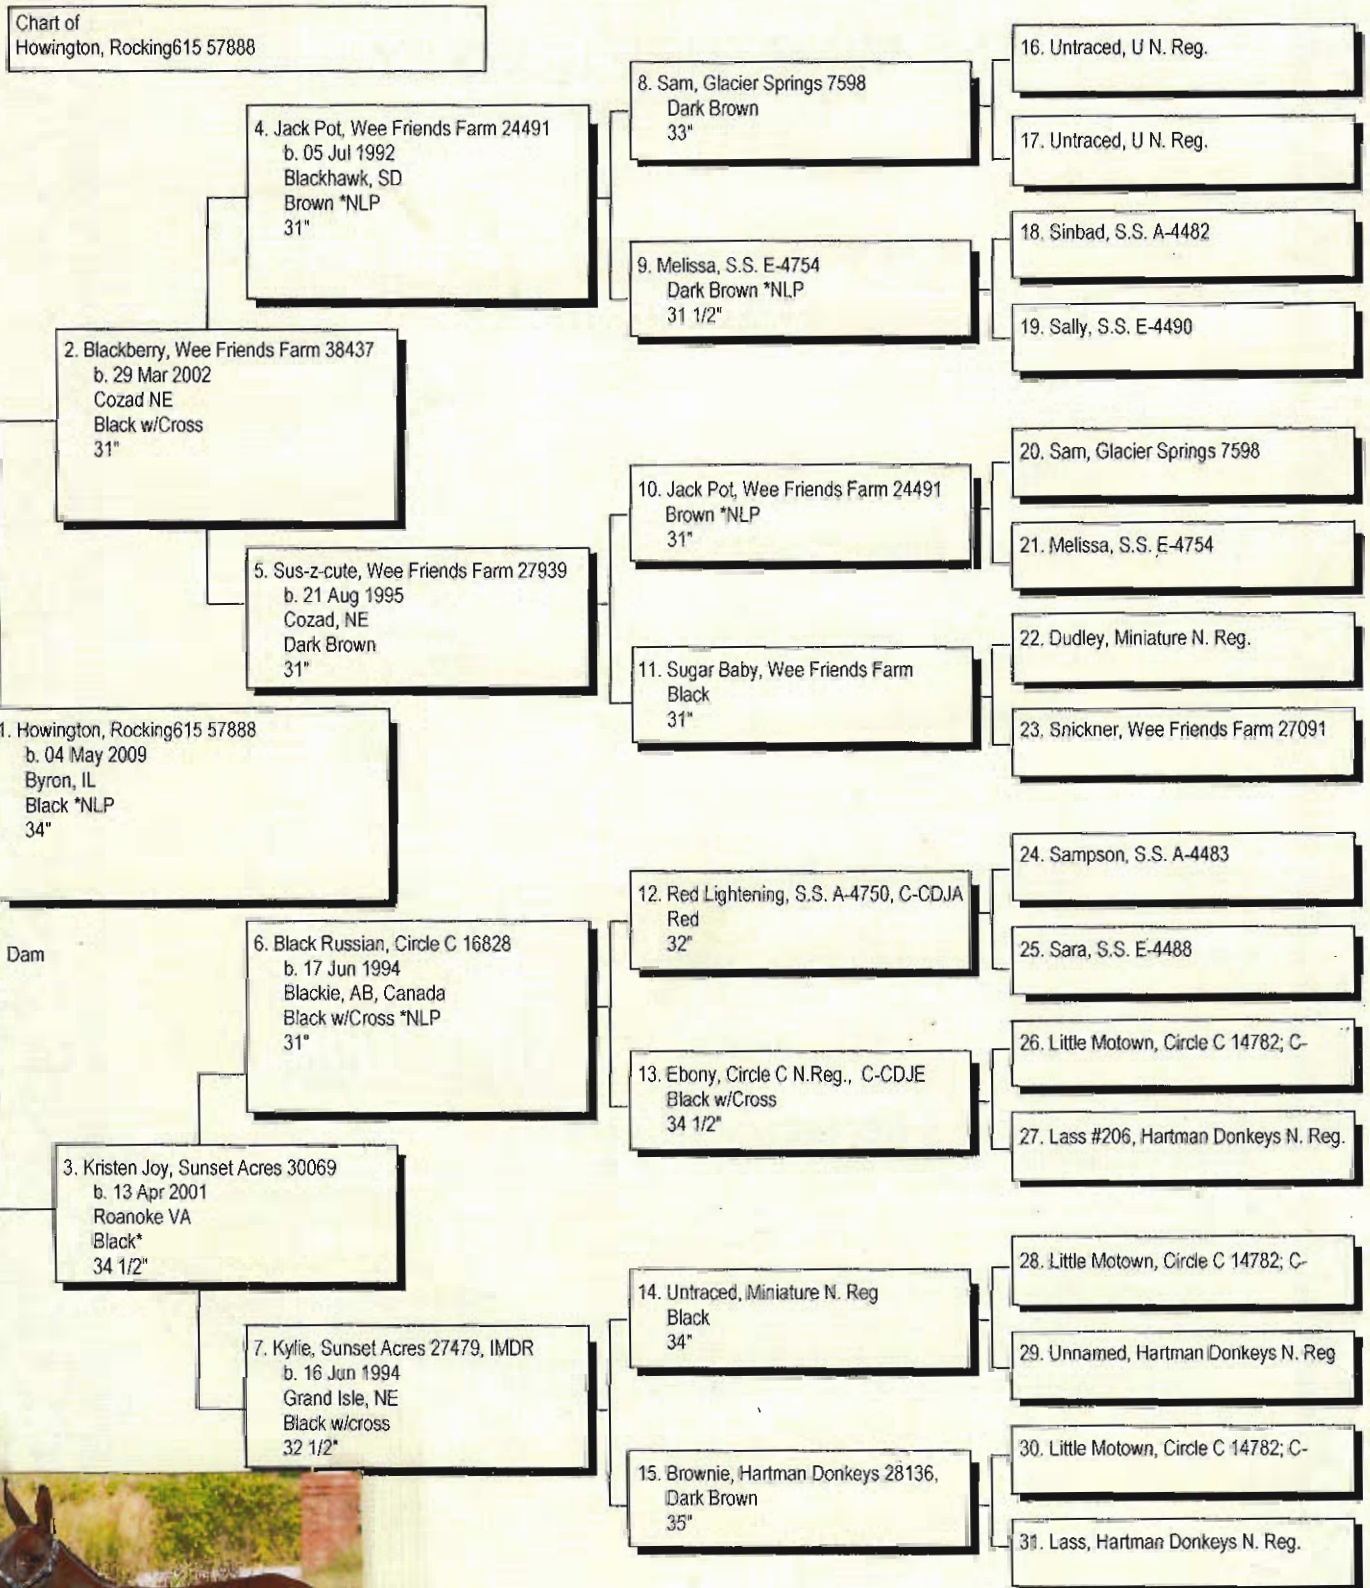 Chart of
Howington, Rocking615 57888
4. Jack Pot, Wee Friends Farm 24491
b. 05 Jul 1992
Blackhawk, SD
Brown *NLP
31"
2. Blackberry, Wee Friends Farm 38437
b. 29 Mar 2002
Cozad NE
Black w/Cross
31"
5. Sus-z-cute, Wee Friends Farm 27939
b. 21 Aug 1995
Cozad, NE
Dark Brown
31"
1. Howington, Rocking615 57888
b. 04 May 2009
Byron, IL
Black *NLP
34"
Dam
6. Black Russian, Circle C 16828
b. 17 Jun 1994
Blackie, AB, Canada
Black w/Cross *NLP
31"
3. Kristen Joy, Sunset Acres 30069
b. 13 Apr 2001
Roanoke VA
Black*
34 1/2"
7. Kylie, Sunset Acres 27479, IMDR
b. 16 Jun 1994
Grand Isle, NE
Black w/cross
32 1/2"
8. Sam, Glacier Springs 7598
Dark Brown
33"
9. Melissa, S.S. E-4754
Dark Brown *NLP
31 1/2"
10. Jack Pot, Wee Friends Farm 24491
Brown *NLP
31"
11. Sugar Baby, Wee Friends Farm
Black
31"
12. Red Lightening, S.S. A-4750, C-CDJA
Red
32"
13. Ebony, Circle C N.Reg., C-CDJE
Black w/Cross
34 1/2"
14. Untraced, Miniature N. Reg
Black
34"
15. Brownie, Hartman Donkeys 28136,
Dark Brown
35"
16. Untraced, U N. Reg.
17. Untraced, U N. Reg.
18. Sinbad, S.S. A-4482
19. Sally, S.S. E-4490
20. Sam, Glacier Springs 7598
21. Melissa, S.S. E-4754
22. Dudley, Miniature N. Reg.
23. Snickner, Wee Friends Farm 27091
24. Sampson, S.S. A-4483
25. Sara, S.S. E-4488
26. Little Motown, Circle C 14782; C-
27. Lass #206, Hartman Donkeys N. Reg.
28. Little Motown, Circle C 14782; C-
29. Unnamed, Hartman Donkeys N. Reg
30. Little Motown, Circle C 14782; C-
31. Lass, Hartman Donkeys N. Reg.